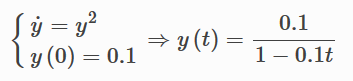 { ẏ = y²
y(0) = 0.1 ⇒ y(t) = 0.1 / (1 − 0.1t)